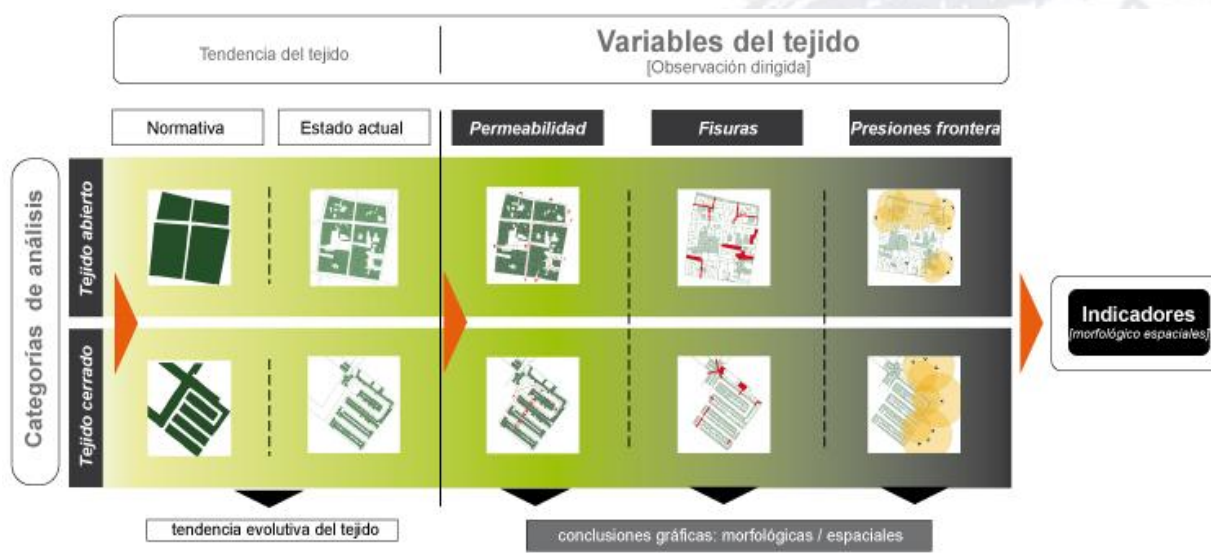 Tendencia del tejido
Variables del tejido
[Observación dirigida]
Normativa
Estado actual
Permeabilidad
Fisuras
Presiones frontera
Categorías de análisis
Tejido abierto
Tejido cerrado
Indicadores
[morfológico espaciales]
tendencia evolutiva del tejido
conclusiones gráficas: morfológicas / espaciales